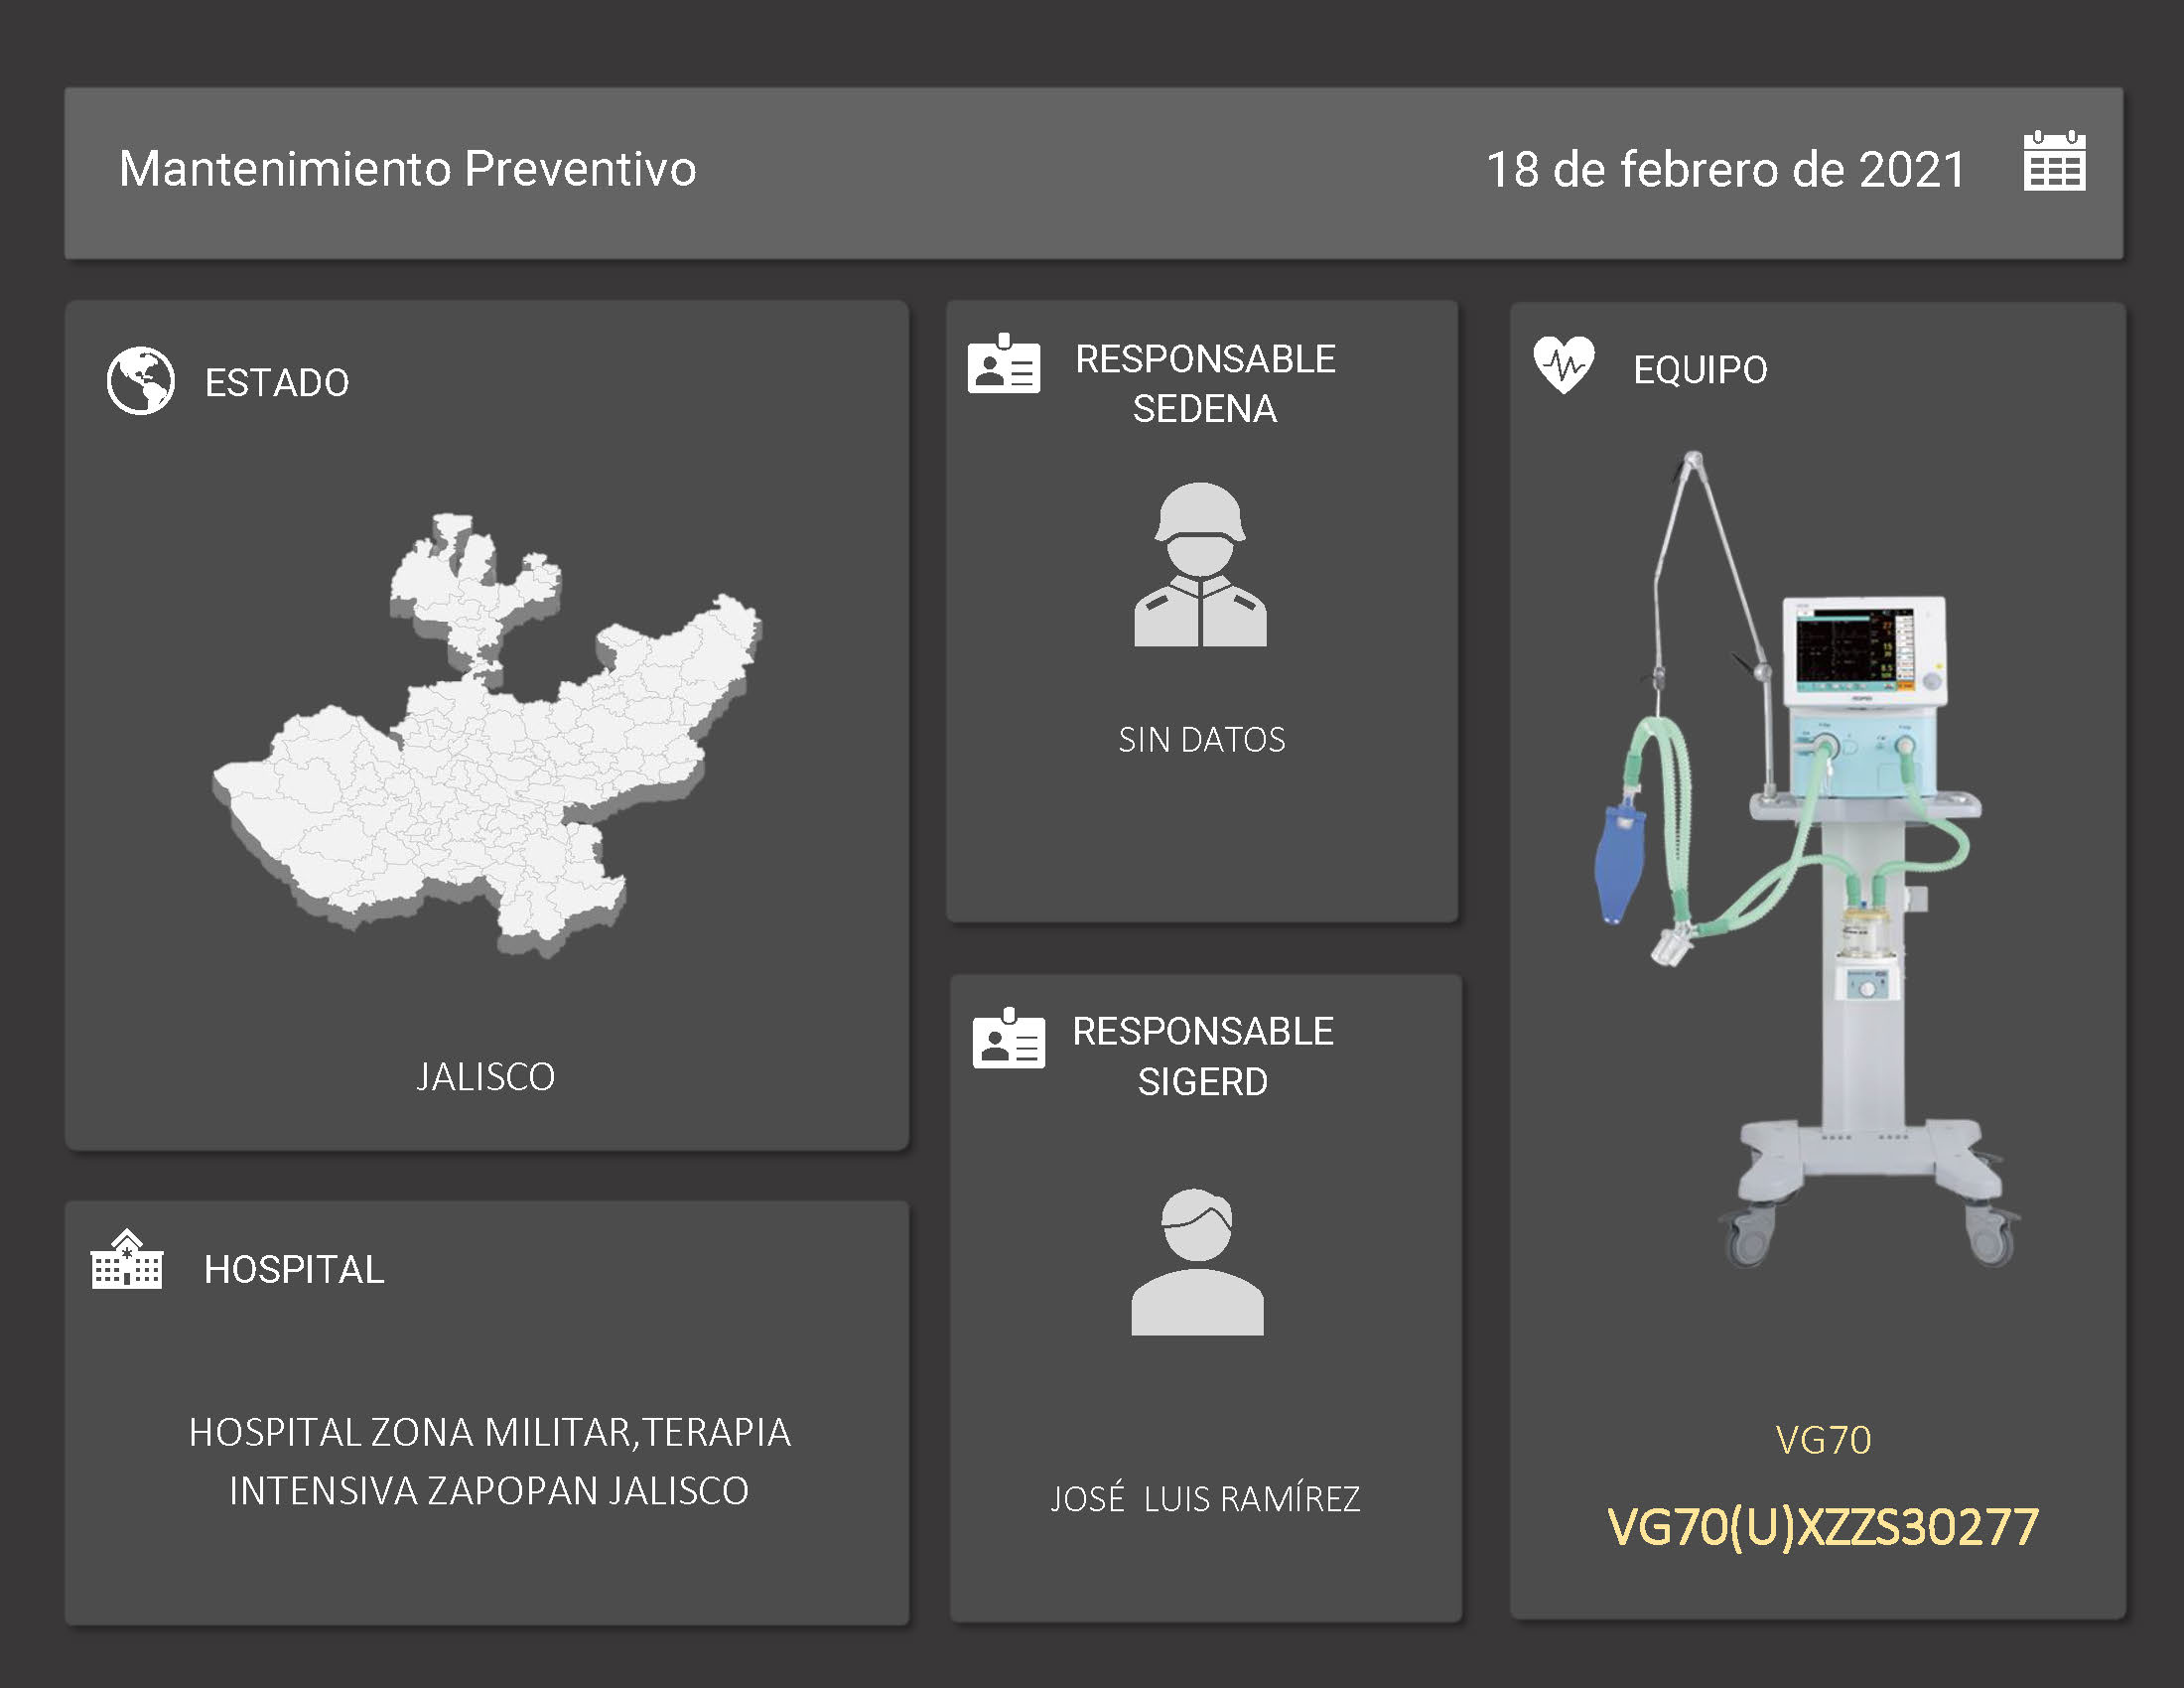 Mantenimiento Preventivo
18 de febrero de 2021
ESTADO
JALISCO
HOSPITAL
HOSPITAL ZONA MILITAR,TERAPIA
INTENSIVA ZAPOPAN JALISCO
RESPONSABLE
SEDENA
SIN DATOS
RESPONSABLE
SIGERD
JOSÉ LUIS RAMÍREZ
EQUIPO
VG70
VG70(U)XZZS30277